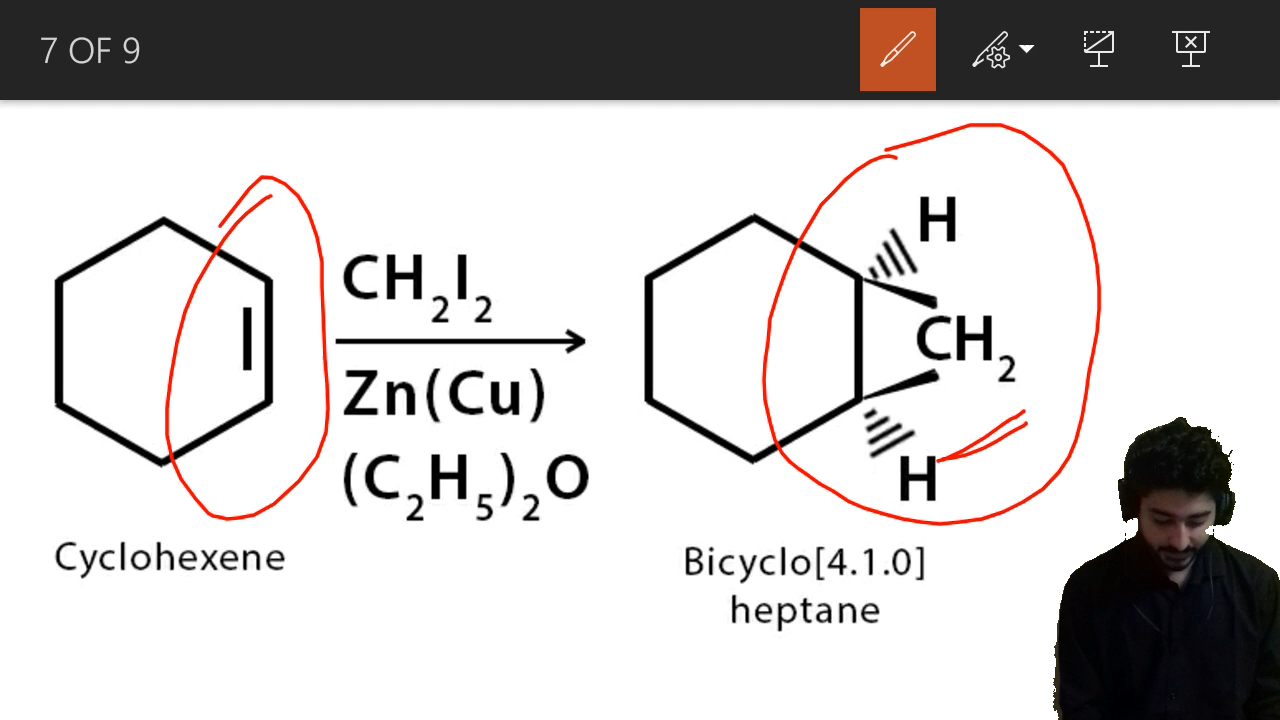 7 OF 9
CH₂I₂
Zn(Cu)
(C₂H₅)₂O
H
CH₂
H
Cyclohexene
Bicyclo[4.1.0]
heptane